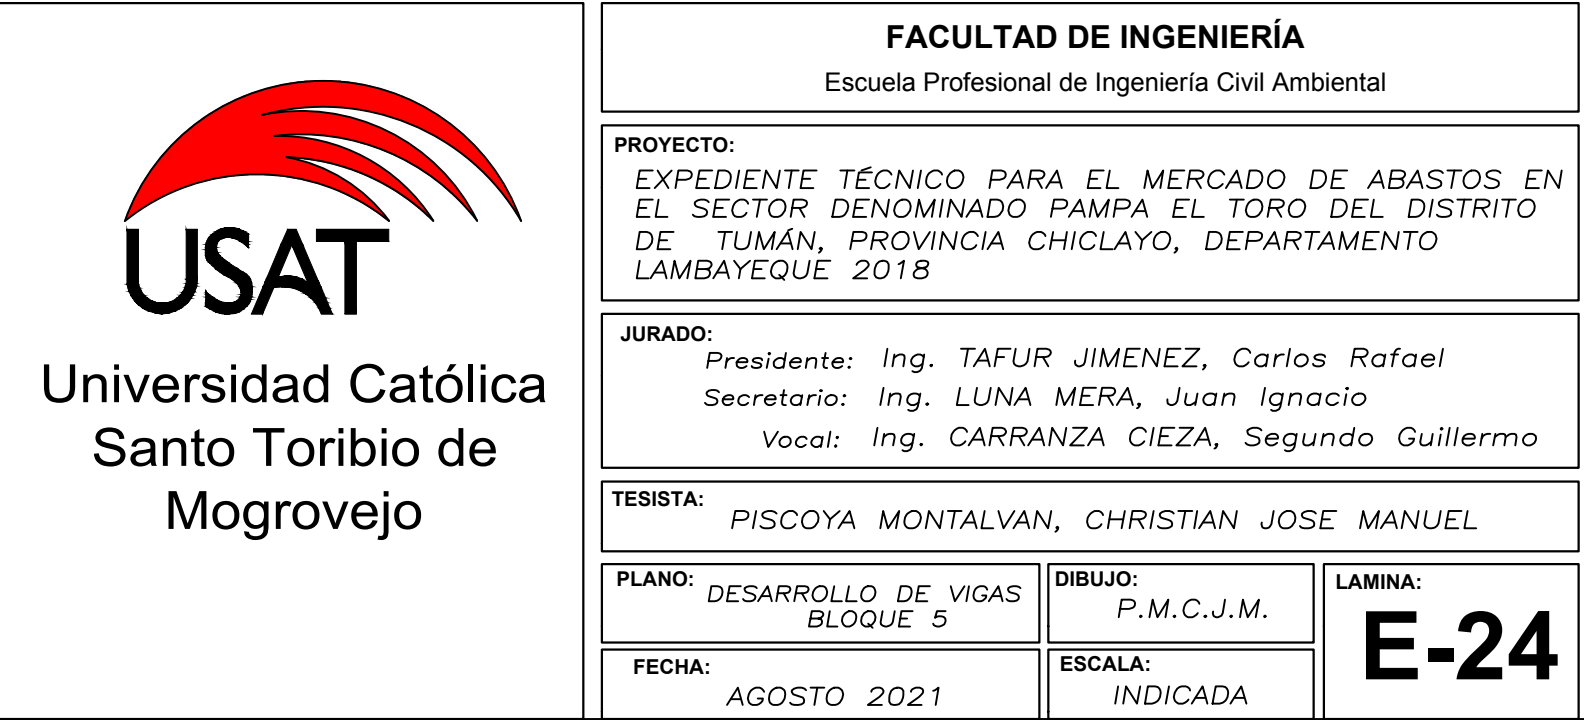 USAT
Universidad Católica
Santo Toribio de
Mogrovejo
FACULTAD DE INGENIERÍA
Escuela Profesional de Ingeniería Civil Ambiental
PROYECTO:
EXPEDIENTE TÉCNICO PARA EL MERCADO DE ABASTOS EN
EL SECTOR DENOMINADO PAMPA EL TORO DEL DISTRITO
DE TUMÁN, PROVINCIA CHICLAYO, DEPARTAMENTO
LAMBAYEQUE 2018
JURADO:
Presidente: Ing. TAFUR JIMENEZ, Carlos Rafael
Secretario: Ing. LUNA MERA, Juan Ignacio
Vocal: Ing. CARRANZA CIEZA, Segundo Guillermo
TESISTA:
PISCOYA MONTALVAN, CHRISTIAN JOSE MANUEL
PLANO:
DESARROLLO DE VIGAS
BLOQUE 5
DIBUJO:
P.M.C.J.M.
FECHA:
AGOSTO 2021
ESCALA:
INDICADA
LAMINA:
E-24